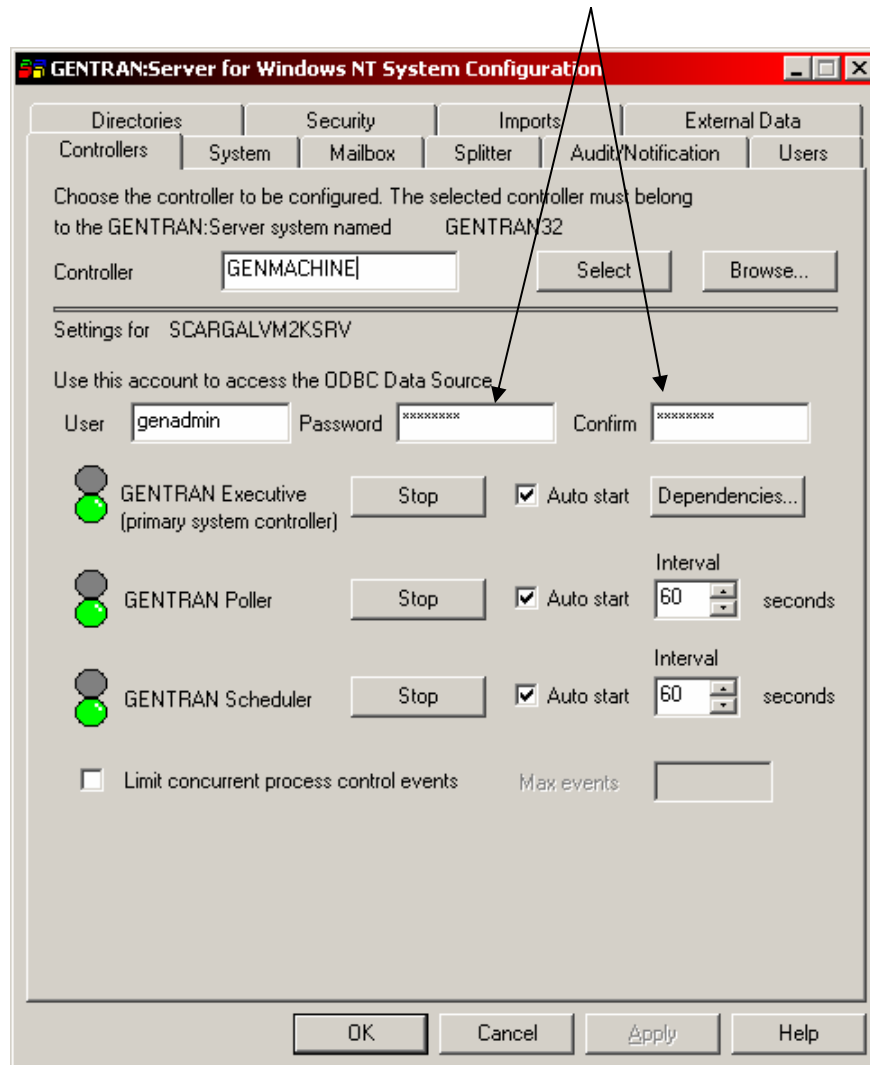 GENTRAN:Server for Windows NT System Configuration
Directories Security Imports External Data
Controllers System Mailbox Splitter Audit/Notification Users
Choose the controller to be configured. The selected controller must belong
to the GENTRAN:Server system named GENTRAN32
Controller GENMACHINE Select Browse...
Settings for SCARGALVM2KSRV
Use this account to access the ODBC Data Source
User genadmin Password ******** Confirm ********
GENTRAN Executive Stop Auto start Dependencies...
(primary system controller)
Interval
GENTRAN Poller Stop Auto start 60 seconds
Interval
GENTRAN Scheduler Stop Auto start 60 seconds
Limit concurrent process control events Max events
OK Cancel Apply Help